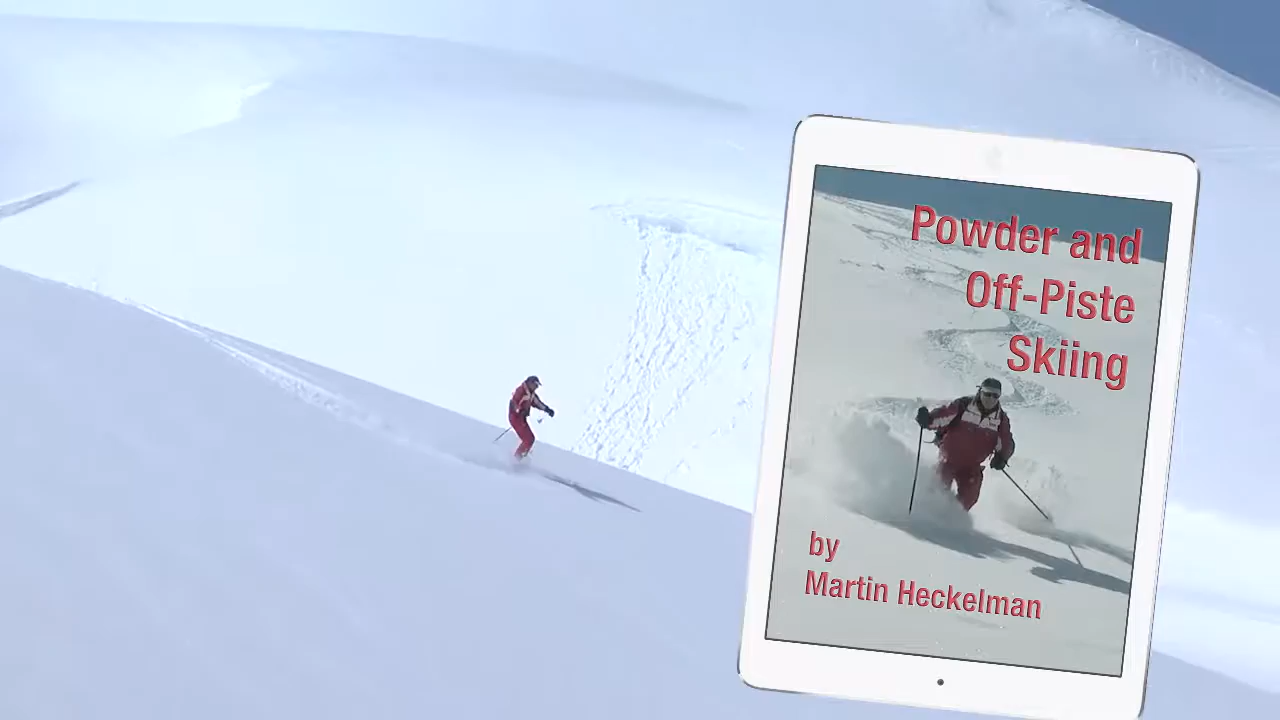 Powder and
Off-Piste
Skiing
by
Martin Heckelman